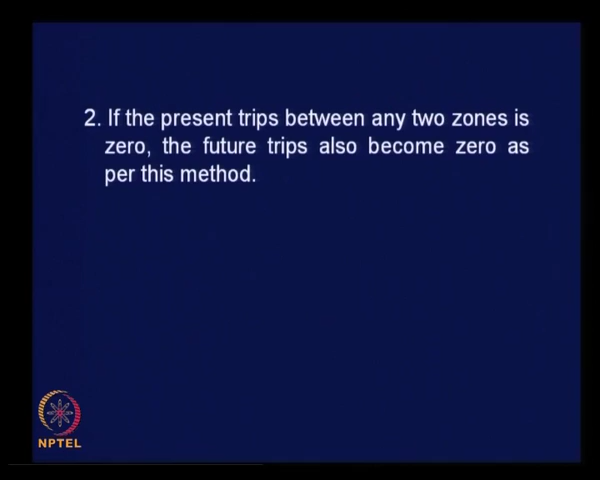 2. If the present trips between any two zones is
zero, the future trips also become zero as
per this method.
NPTEL